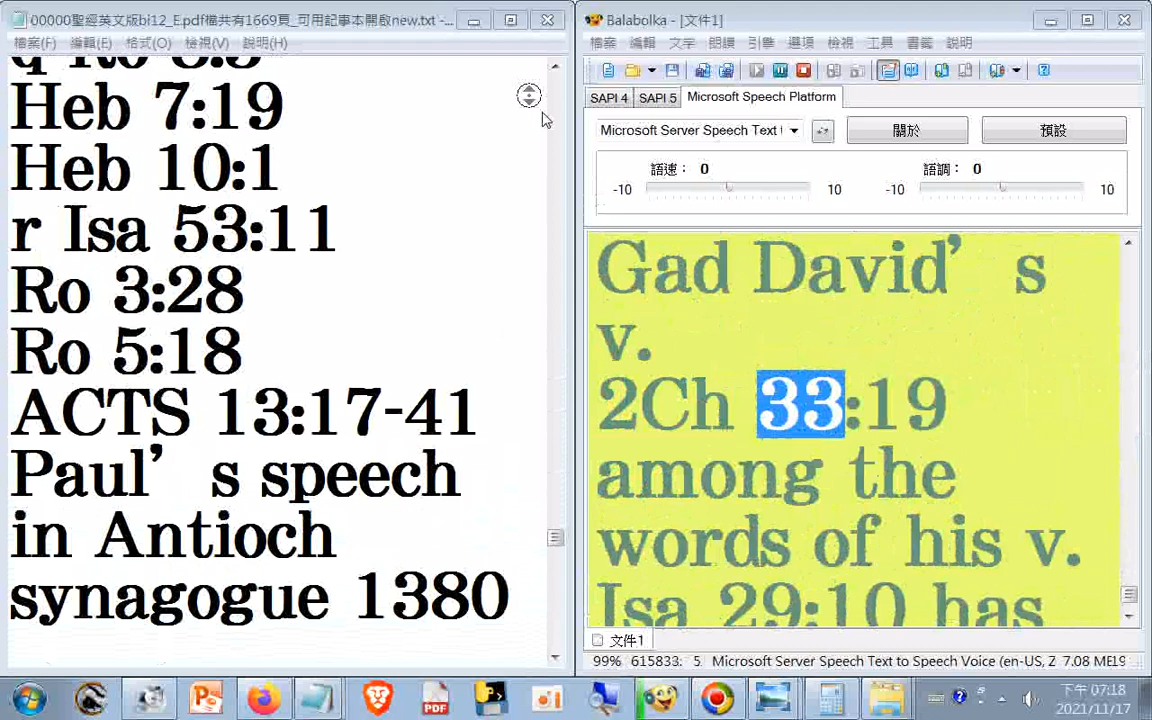 00000聖經英文版bi12_E.pdf檔共有1669頁_可用記事本開啟new.txt -...
檔案(F) 編輯(E) 格式(O) 檢視(V) 說明(H)
Heb 7:19
Heb 10:1
r Isa 53:11
Ro 3:28
Ro 5:18
ACTS 13:17-41
Paul’s speech
in Antioch
synagogue 1380
Balabolka - [文件1]
檔案 編輯 文字 朗讀 引擎 選項 檢視 工具 書籤 説明
SAPI 4 SAPI 5 Microsoft Speech Platform
Microsoft Server Speech Text 關於 預設
語速： 0 語調： 0
-10 10 -10 10
Gad David’s
v.
2Ch 33:19
among the
words of his v.
Isa 29:10 has
文件1
99% 615833: 5 Microsoft Server Speech Text to Speech Voice (en-US, Z 7.08 ME19
PDF
下午 07:18
2021/11/17